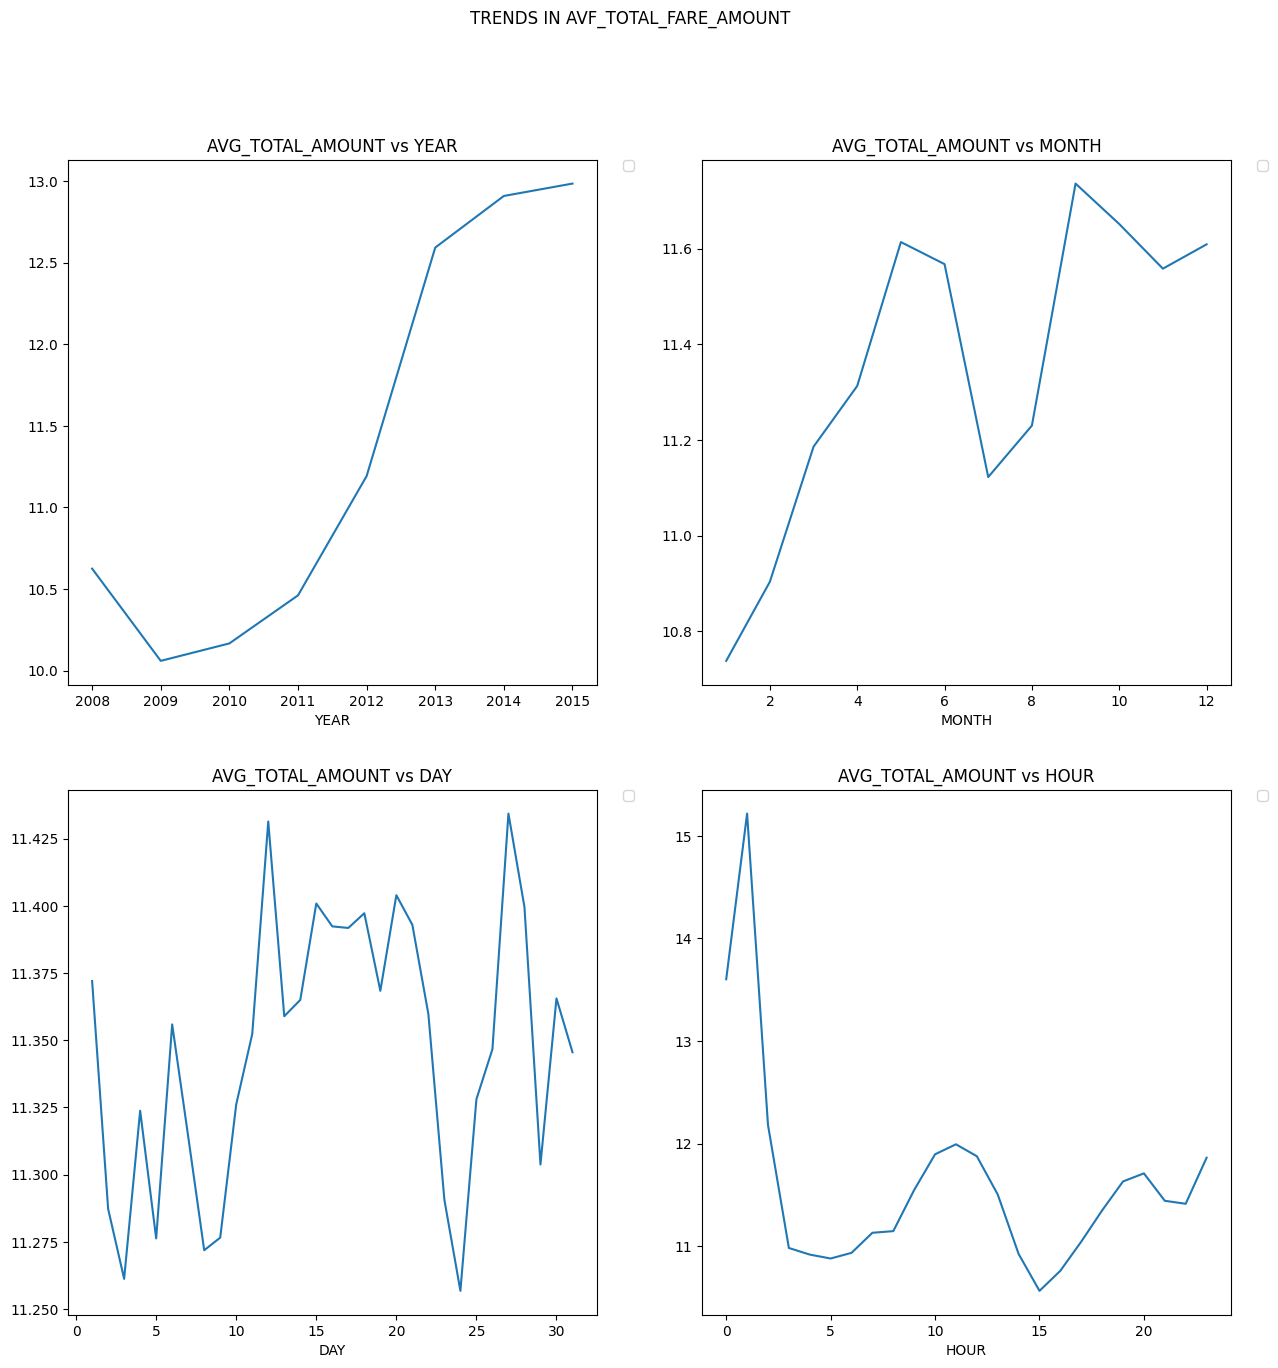 TRENDS IN AVF_TOTAL_FARE_AMOUNT
AVG_TOTAL_AMOUNT vs YEAR
13.0
12.5
12.0
11.5
11.0
10.5
10.0
2008 2009 2010 2011 2012 2013 2014 2015
YEAR
AVG_TOTAL_AMOUNT vs MONTH
11.6
11.4
11.2
11.0
10.8
2 4 6 8 10 12
MONTH
AVG_TOTAL_AMOUNT vs DAY
11.425
11.400
11.375
11.350
11.325
11.300
11.275
11.250
0 5 10 15 20 25 30
DAY
AVG_TOTAL_AMOUNT vs HOUR
15
14
13
12
11
0 5 10 15 20
HOUR